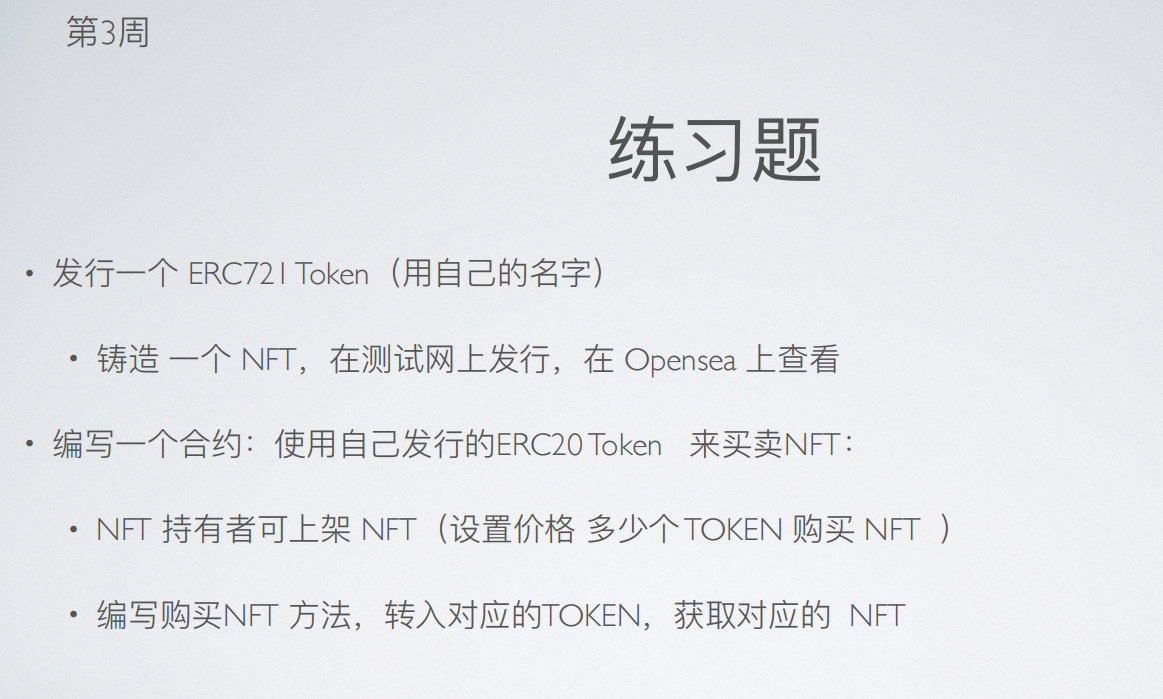 第3周
练习题
• 发行一个 ERC721 Token（用自己的名字）
• 铸造 一个 NFT，在测试网上发行，在 Opensea 上查看
• 编写一个合约：使用自己发行的ERC20 Token 来买卖NFT：
• NFT 持有者可上架 NFT（设置价格 多少个 TOKEN 购买 NFT ）
• 编写购买NFT 方法，转入对应的TOKEN，获取对应的 NFT